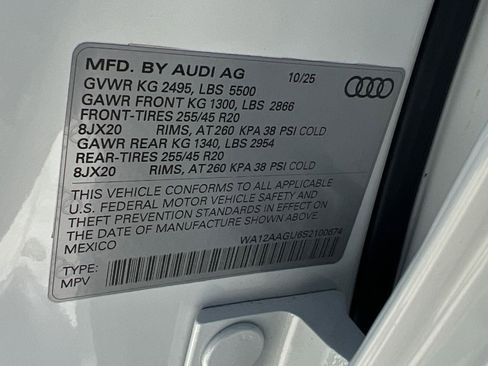 MFD. BY AUDI AG 10/25
GVWR KG 2495, LBS 5500
GAWR FRONT KG 1300, LBS 2866
FRONT-TIRES 255/45 R20
8JX20 RIMS, AT 260 KPA 38 PSI COLD
GAWR REAR KG 1340, LBS 2954
REAR-TIRES 255/45 R20
8JX20 RIMS, AT 260 KPA 38 PSI COLD
THIS VEHICLE CONFORMS TO ALL APPLICABLE
U.S. FEDERAL MOTOR VEHICLE SAFETY AND
THEFT PREVENTION STANDARDS IN EFFECT ON
THE DATE OF MANUFACTURE SHOWN ABOVE
MEXICO
WA12AAGU6S2100674
TYPE:
MPV